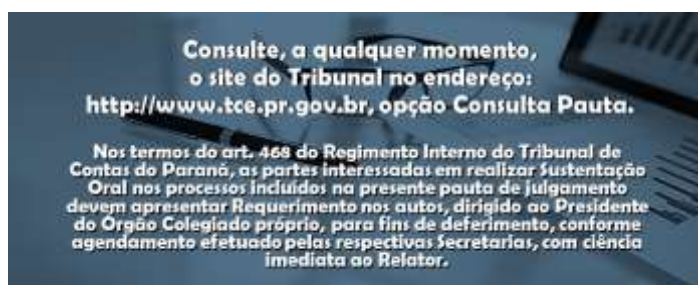 Consulte, a qualquer momento,
o site do Tribunal no endereço:
http://www.tce.pr.gov.br, opção Consulta Pauta.
Nos termos do art. 468 do Regimento Interno do Tribunal de
Contas do Paraná, as partes interessadas em realizar Sustentação
Oral nos processos incluídos na presente pauta de julgamento
devem apresentar Requerimento nos autos, dirigido ao Presidente
do Órgão Colegiado próprio, para fins de deferimento, conforme
agendamento efetuado pelas respectivas Secretarias, com ciência
imediata ao Relator.